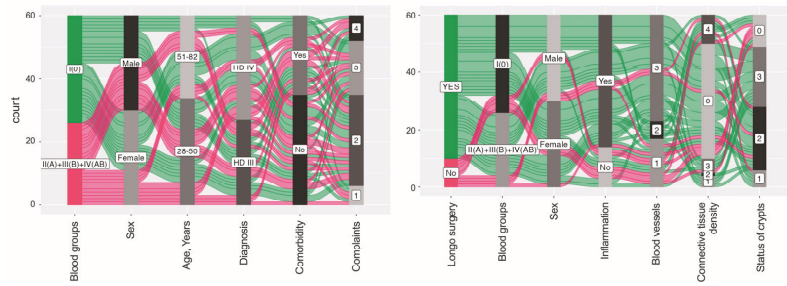 60
40
20
0
court
I(0)
II(A)+III(B)+IV(AB)
Male
Female
51-82
28-50
HD IV
HD III
Yes
No
4
3
2
1
Blood groups
Sex
Age, Years
Diagnosis
Comorbidity
Complaints
60
40
20
0
YES
No
I(0)
II(A)+III(B)+IV(AB)
Male
Female
Yes
No
3
2
1
4
0
3
2
1
0
3
2
1
Longo surgery
Blood groups
Sex
Inflammation
Blood vessels
Connective tissue
density
Status of crypts